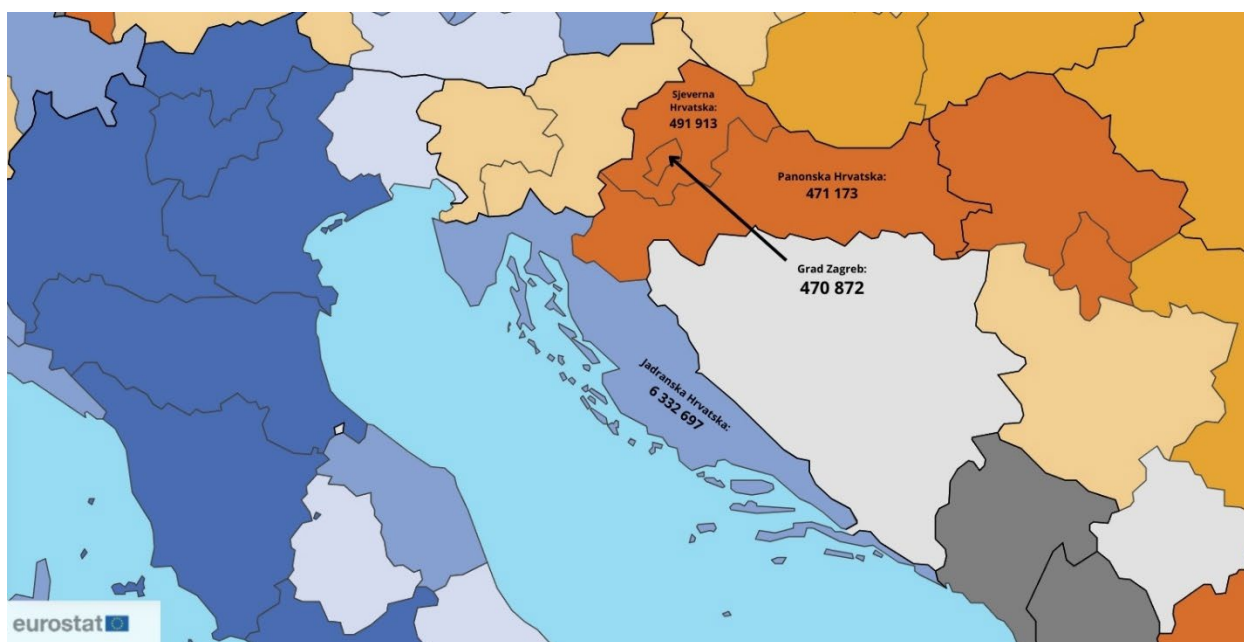 Sjeverna
Hrvatska:
491 913
Panonska Hrvatska:
471 173
Grad Zagreb:
470 872
Jadranska Hrvatska:
6 332 697
eurostat